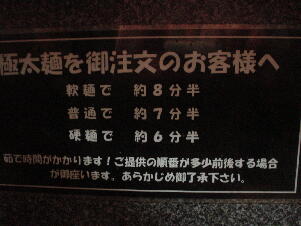 極太麺を御注文のお客様へ
軟麺で 約8分半
普通で 約7分半
硬麺で 約6分半
茹で時間がかかります！ご提供の順番が多少前後する場合
が御座います。あらかじめ御了承下さい。